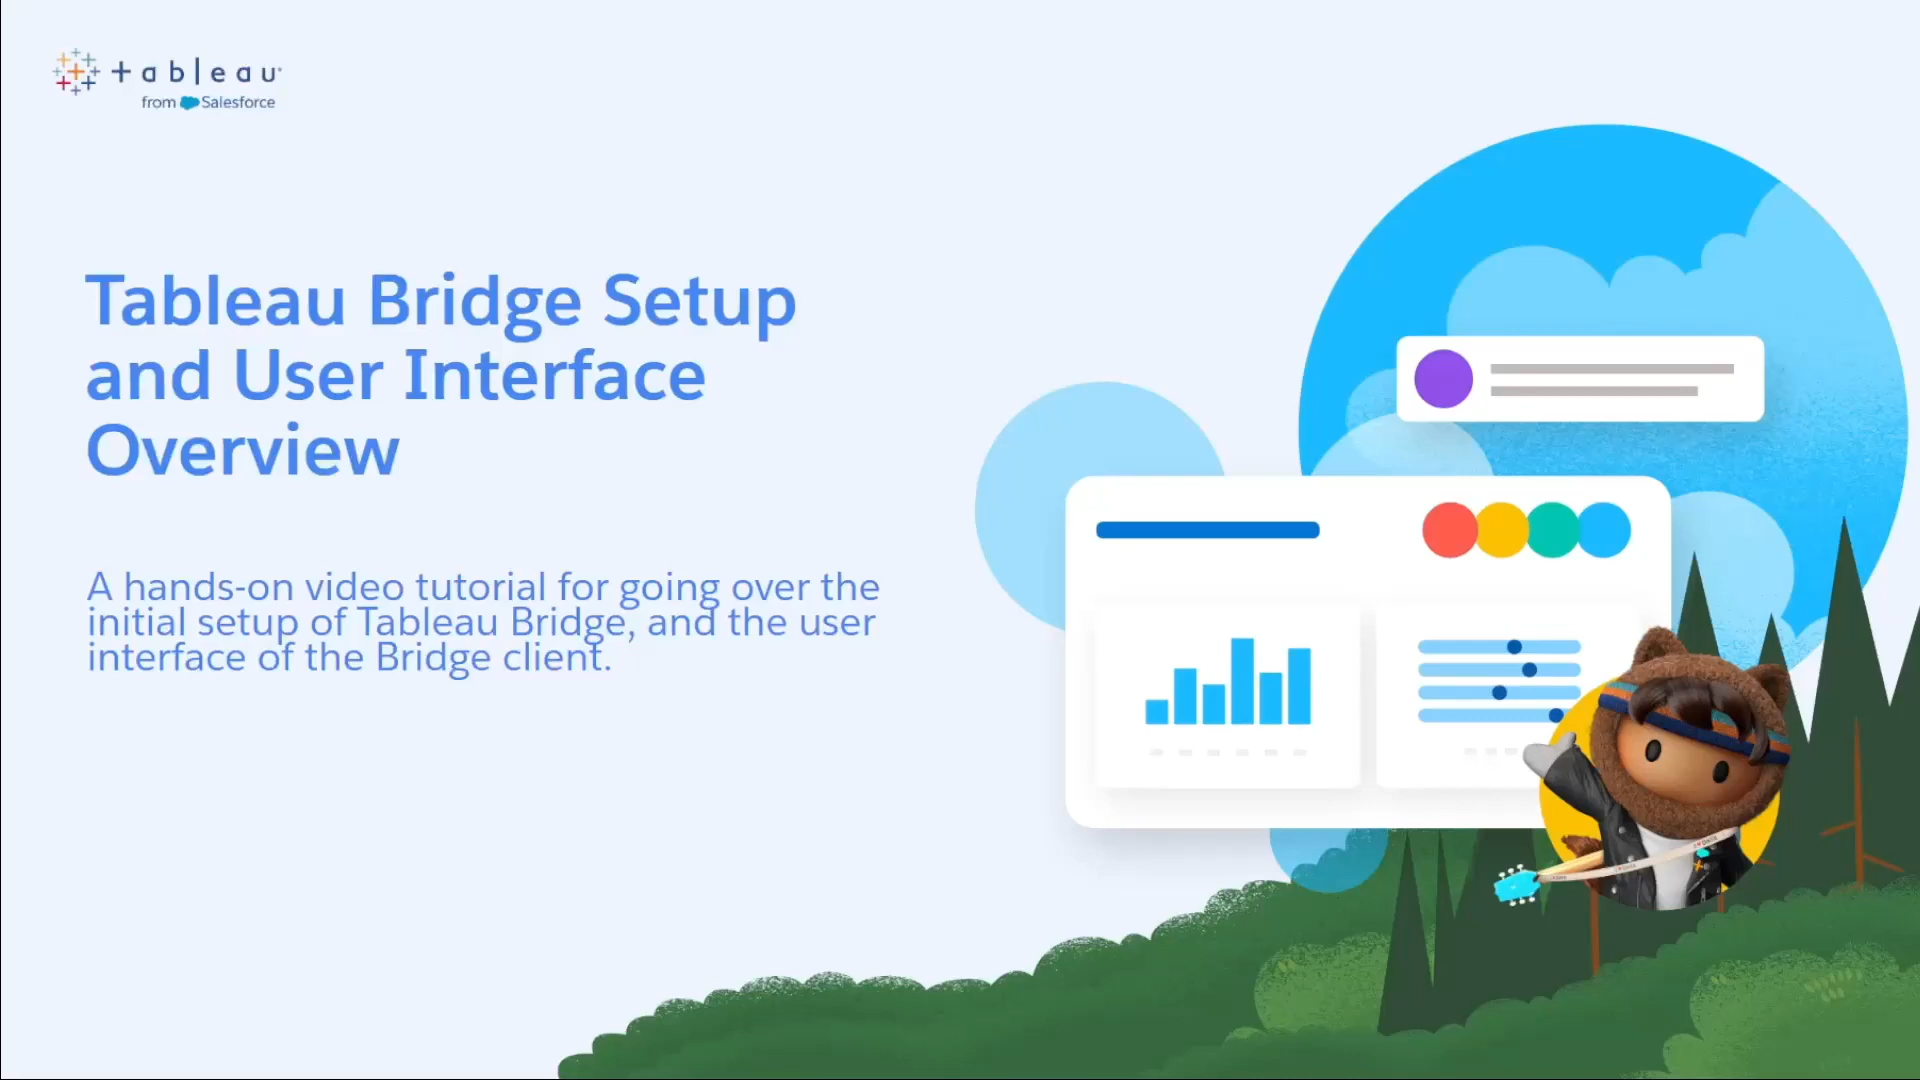 +ableau
from Salesforce
Tableau Bridge Setup
and User Interface
Overview
A hands-on video tutorial for going over the
initial setup of Tableau Bridge, and the user
interface of the Bridge client.